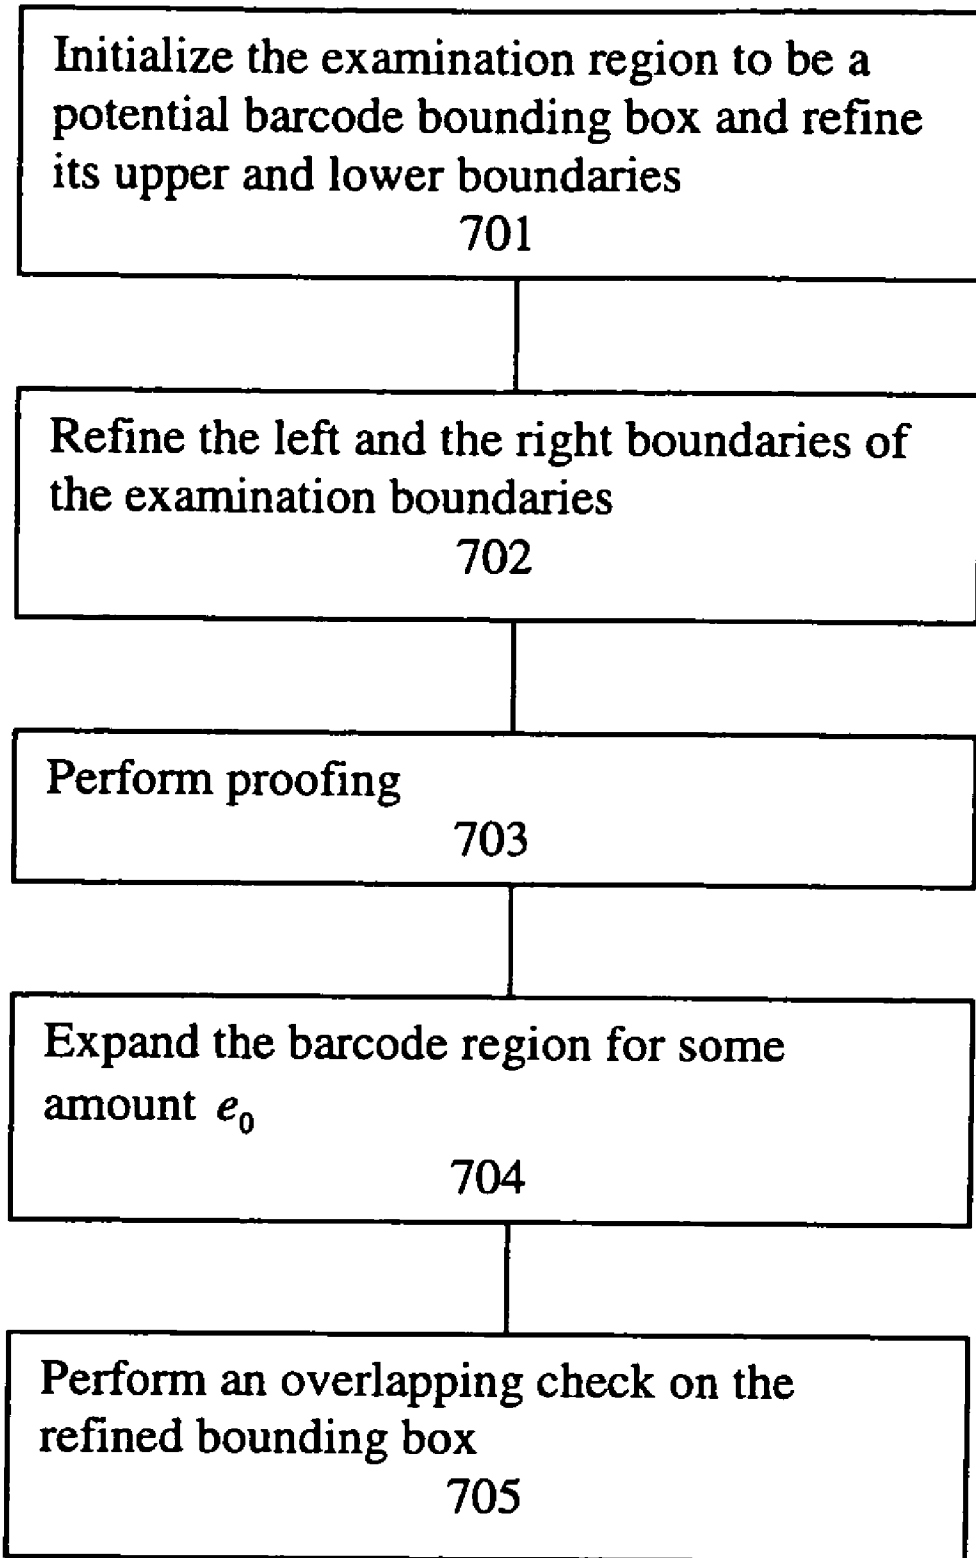 Initialize the examination region to be a
potential barcode bounding box and refine
its upper and lower boundaries
701
Refine the left and the right boundaries of
the examination boundaries
702
Perform proofing
703
Expand the barcode region for some
amount e₀
704
Perform an overlapping check on the
refined bounding box
705